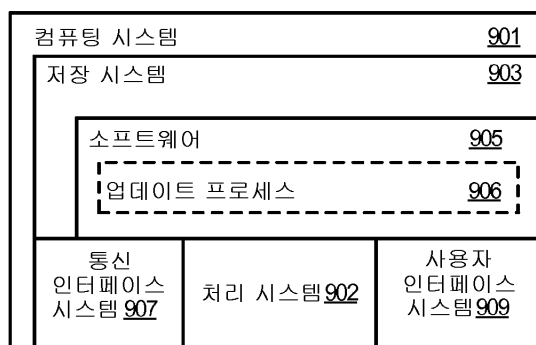 컴퓨팅 시스템 901
저장 시스템 903
소프트웨어 905
업데이트 프로세스 906
통신
인터페이스
시스템 907
처리 시스템 902
사용자
인터페이스
시스템 909